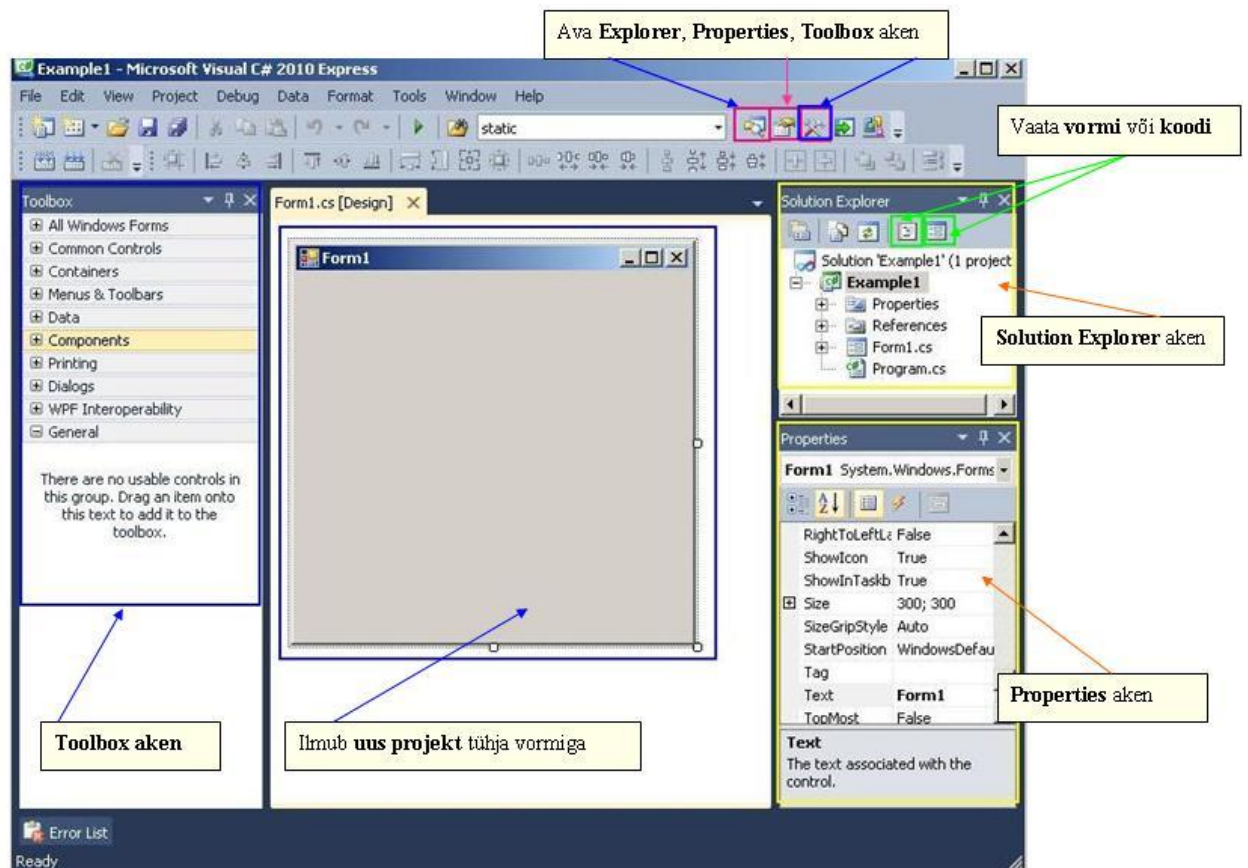 Ava Explorer, Properties, Toolbox aken
Example1 - Microsoft Visual C# 2010 Express
File Edit View Project Debug Data Format Tools Window Help
static
Vaata vormi või koodi
Toolbox
All Windows Forms
Common Controls
Containers
Menus & Toolbars
Data
Components
Printing
Dialogs
WPF Interoperability
General
There are no usable controls in
this group. Drag an item onto
this text to add it to the
toolbox.
Toolbox aken
Form1.cs [Design]
Form1
Ilmub uus projekt tühja vormiga
Solution Explorer
Solution 'Example1' (1 project
Example1
Properties
References
Form1.cs
Program.cs
Solution Explorer aken
Properties
Form1 System.Windows.Forms
RightToLeftLa False
ShowIcon True
ShowInTaskb True
Size 300; 300
SizeGripStyle Auto
StartPosition WindowsDefau
Tag
Text Form1
TopMost False
Properties aken
Text
The text associated with the
control.
Error List
Ready